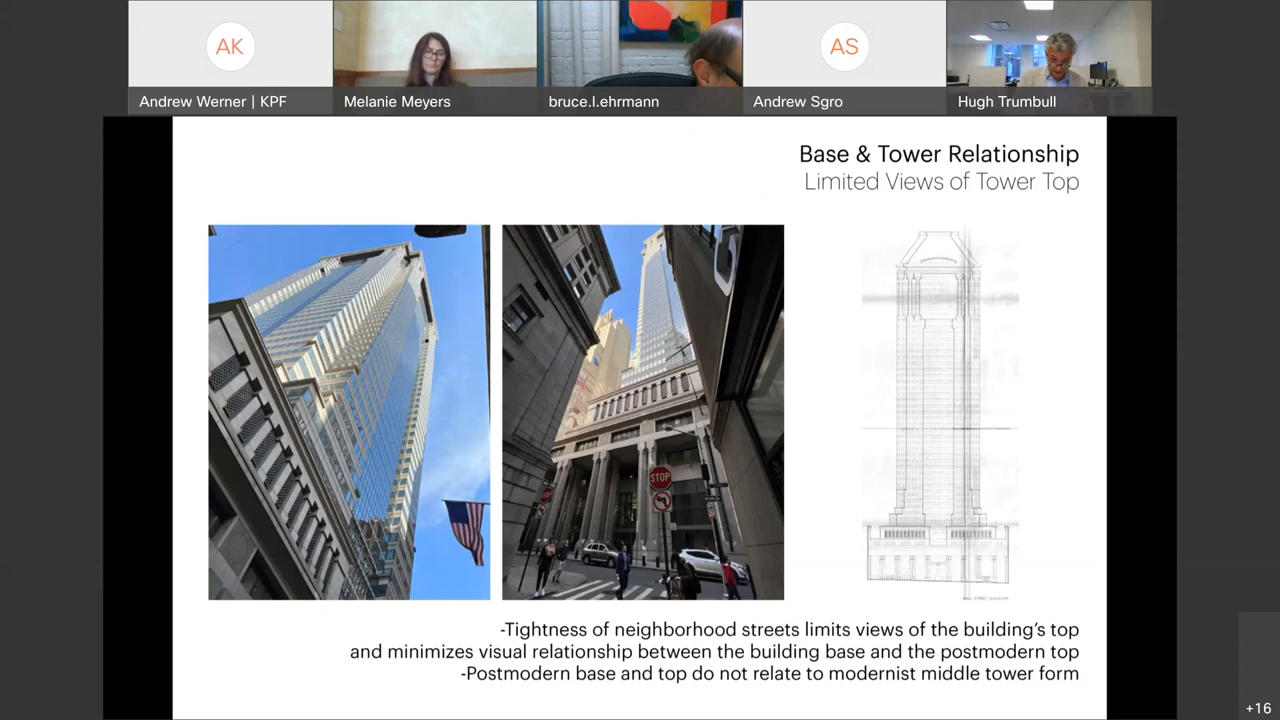 AK
AS
Andrew Werner | KPF
Melanie Meyers
bruce.l.ehrmann
Andrew Sgro
Hugh Trumbull
Base & Tower Relationship
Limited Views of Tower Top
STOP
-Tightness of neighborhood streets limits views of the building's top
and minimizes visual relationship between the building base and the postmodern top
-Postmodern base and top do not relate to modernist middle tower form
+16